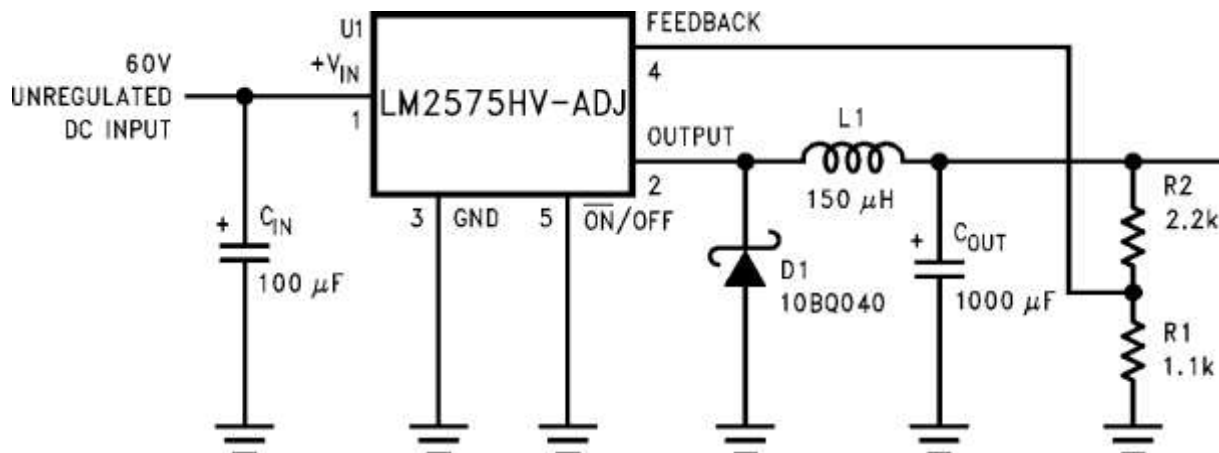 U1
FEEDBACK
60V
UNREGULATED
DC INPUT
+VIN
1
LM2575HV-ADJ
4
OUTPUT
2
L1
150 μH
R2
2.2k
3
GND
5
ON/OFF
+
CIN
100 μF
D1
10BQ040
+
COUT
1000 μF
R1
1.1k